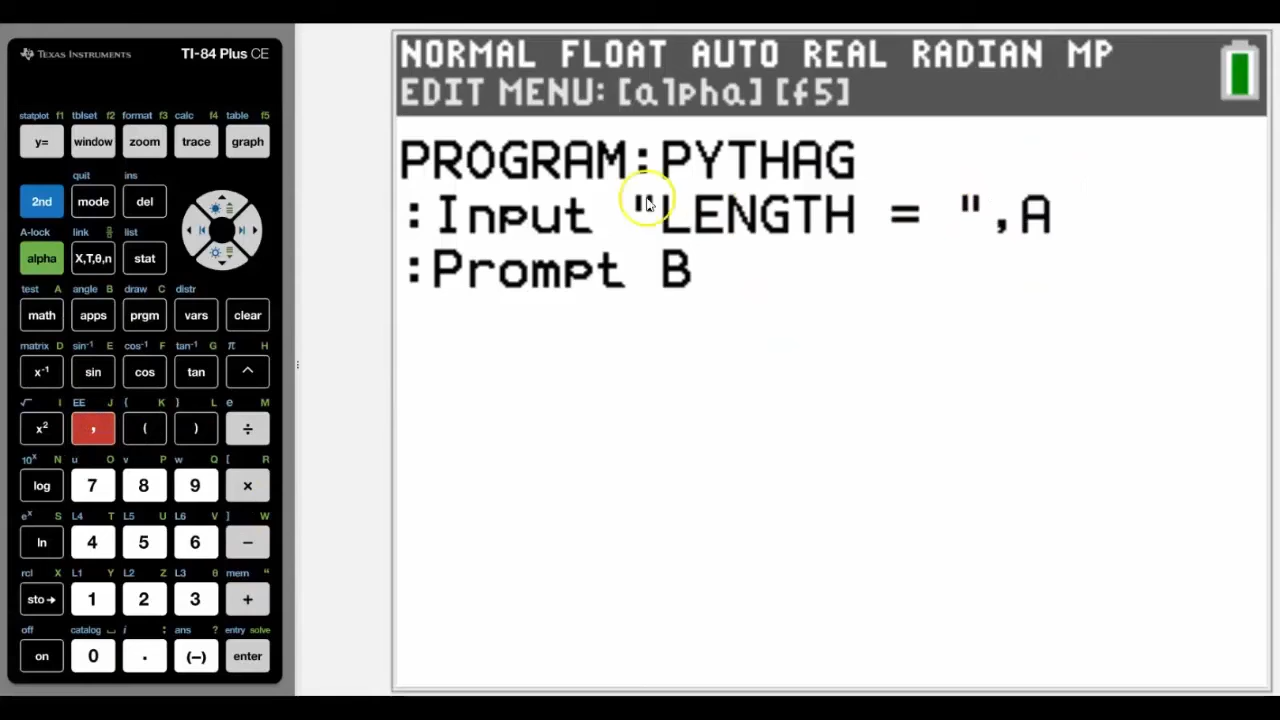 TEXAS INSTRUMENTS TI-84 Plus CE
NORMAL FLOAT AUTO REAL RADIAN MP
EDIT MENU: [alpha] [f5]
PROGRAM:PYTHAG
:Input "LENGTH = ",A
:Prompt B
statplot f1 tblset f2 format f3 calc f4 table f5
y= window zoom trace graph
quit ins
2nd mode del
A-lock link list
alpha X,T,θ,n stat
test A angle B draw C distr
math apps prgm vars clear
matrix D sin⁻¹ E cos⁻¹ F tan⁻¹ G π H
x⁻¹ sin cos tan ^
√ I EE J { K } L e M
x² , ( ) ÷
10ˣ N u O v P w Q [ R
log 7 8 9 ×
eˣ S L4 T L5 U L6 V ] W
ln 4 5 6 −
rcl X L1 Y L2 Z L3 θ mem "
sto→ 1 2 3 +
off catalog ␣ i : ans ? entry solve
on 0 . (−) enter